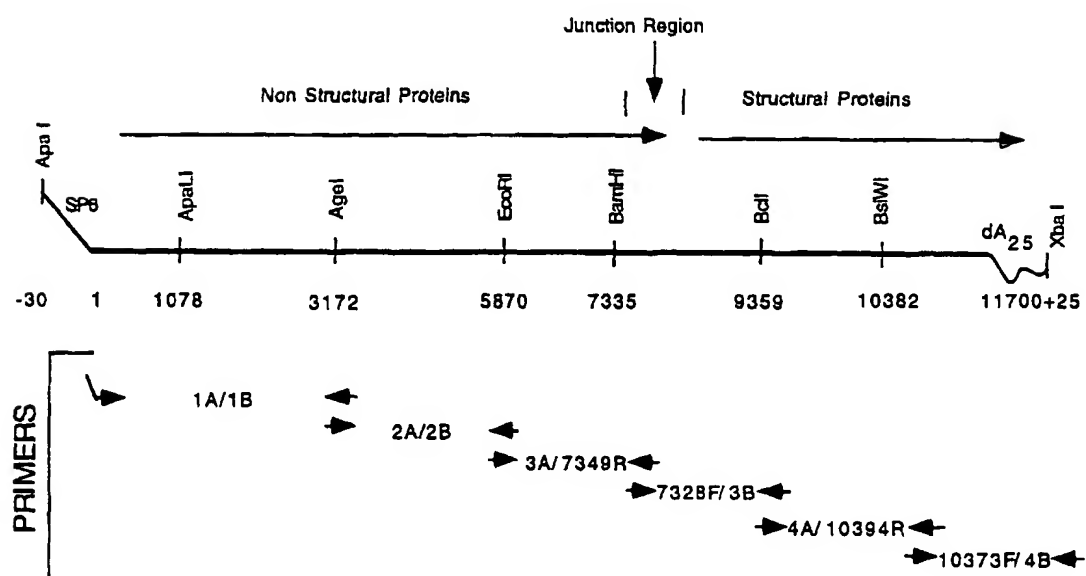 Junction Region
Non Structural Proteins
Structural Proteins
Apa I
SP6
ApaLI
AgeI
EcoRI
BamHI
BclI
BsiWI
dA25
Xba I
-30 1 1078 3172 5870 7335 9359 10382 11700+25
PRIMERS
1A/1B
2A/2B
3A/7349R
7328F/3B
4A/10394R
10373F/4B